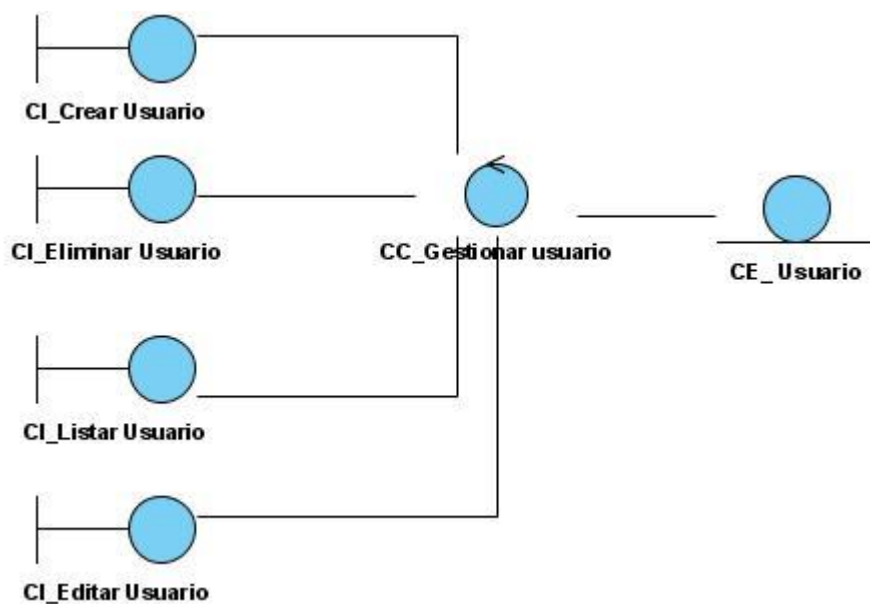 CI_Crear Usuario
CI_Eliminar Usuario
CC_Gestionar usuario
CE_ Usuario
CI_Listar Usuario
CI_Editar Usuario